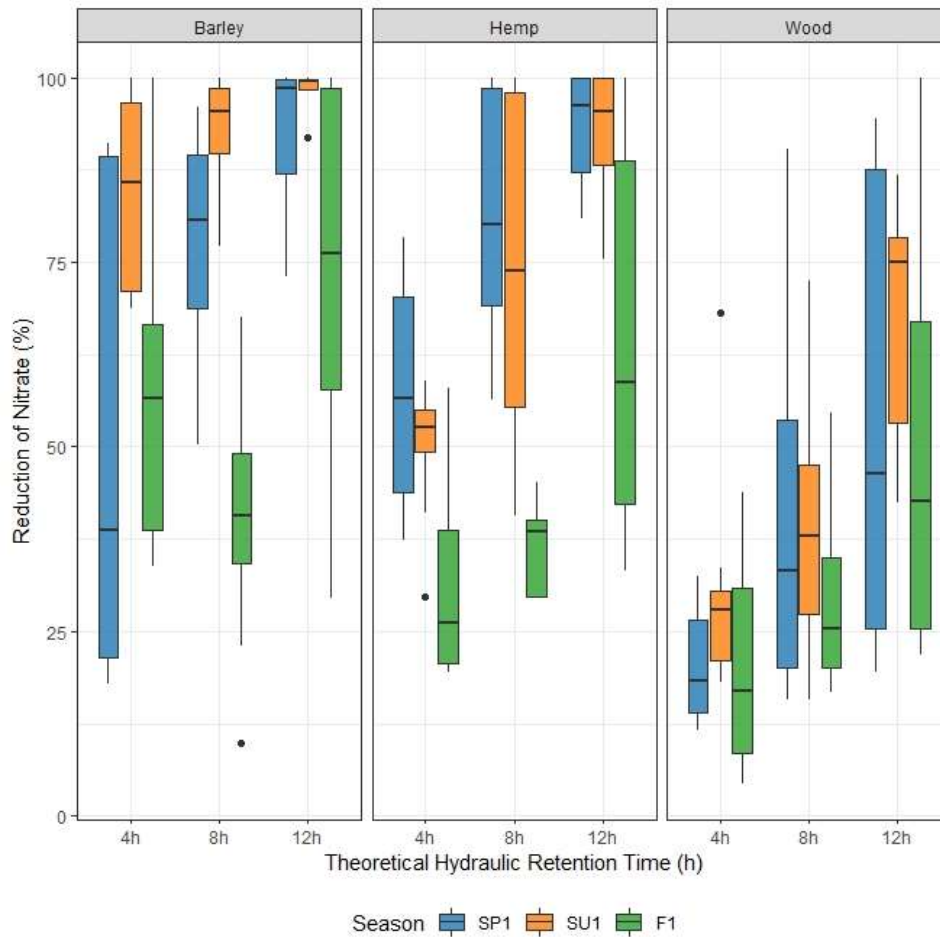 Barley Hemp Wood
100
75
50
25
0
Reduction of Nitrate (%)
4h 8h 12h 4h 8h 12h 4h 8h 12h
Theoretical Hydraulic Retention Time (h)
Season SP1 SU1 F1